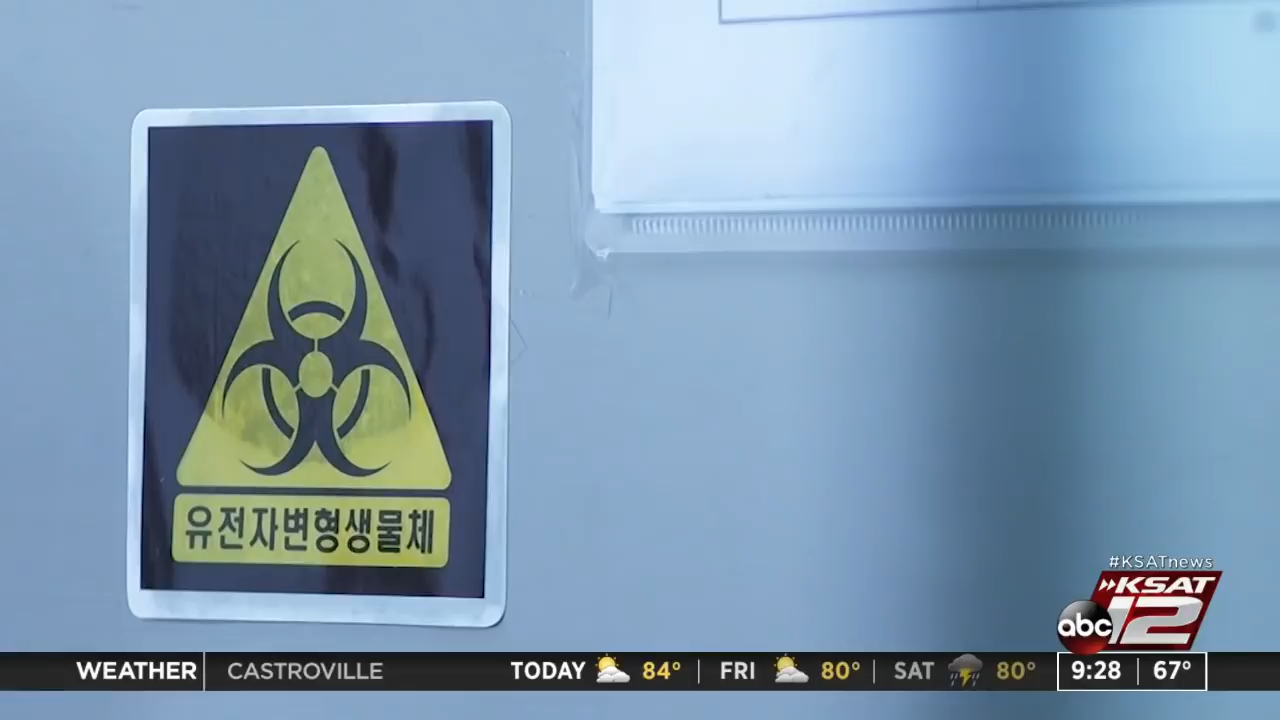 유전자변형생물체
#KSATnews
KSAT
abc 12
WEATHER CASTROVILLE TODAY 84° FRI 80° SAT 80° 9:28 67°